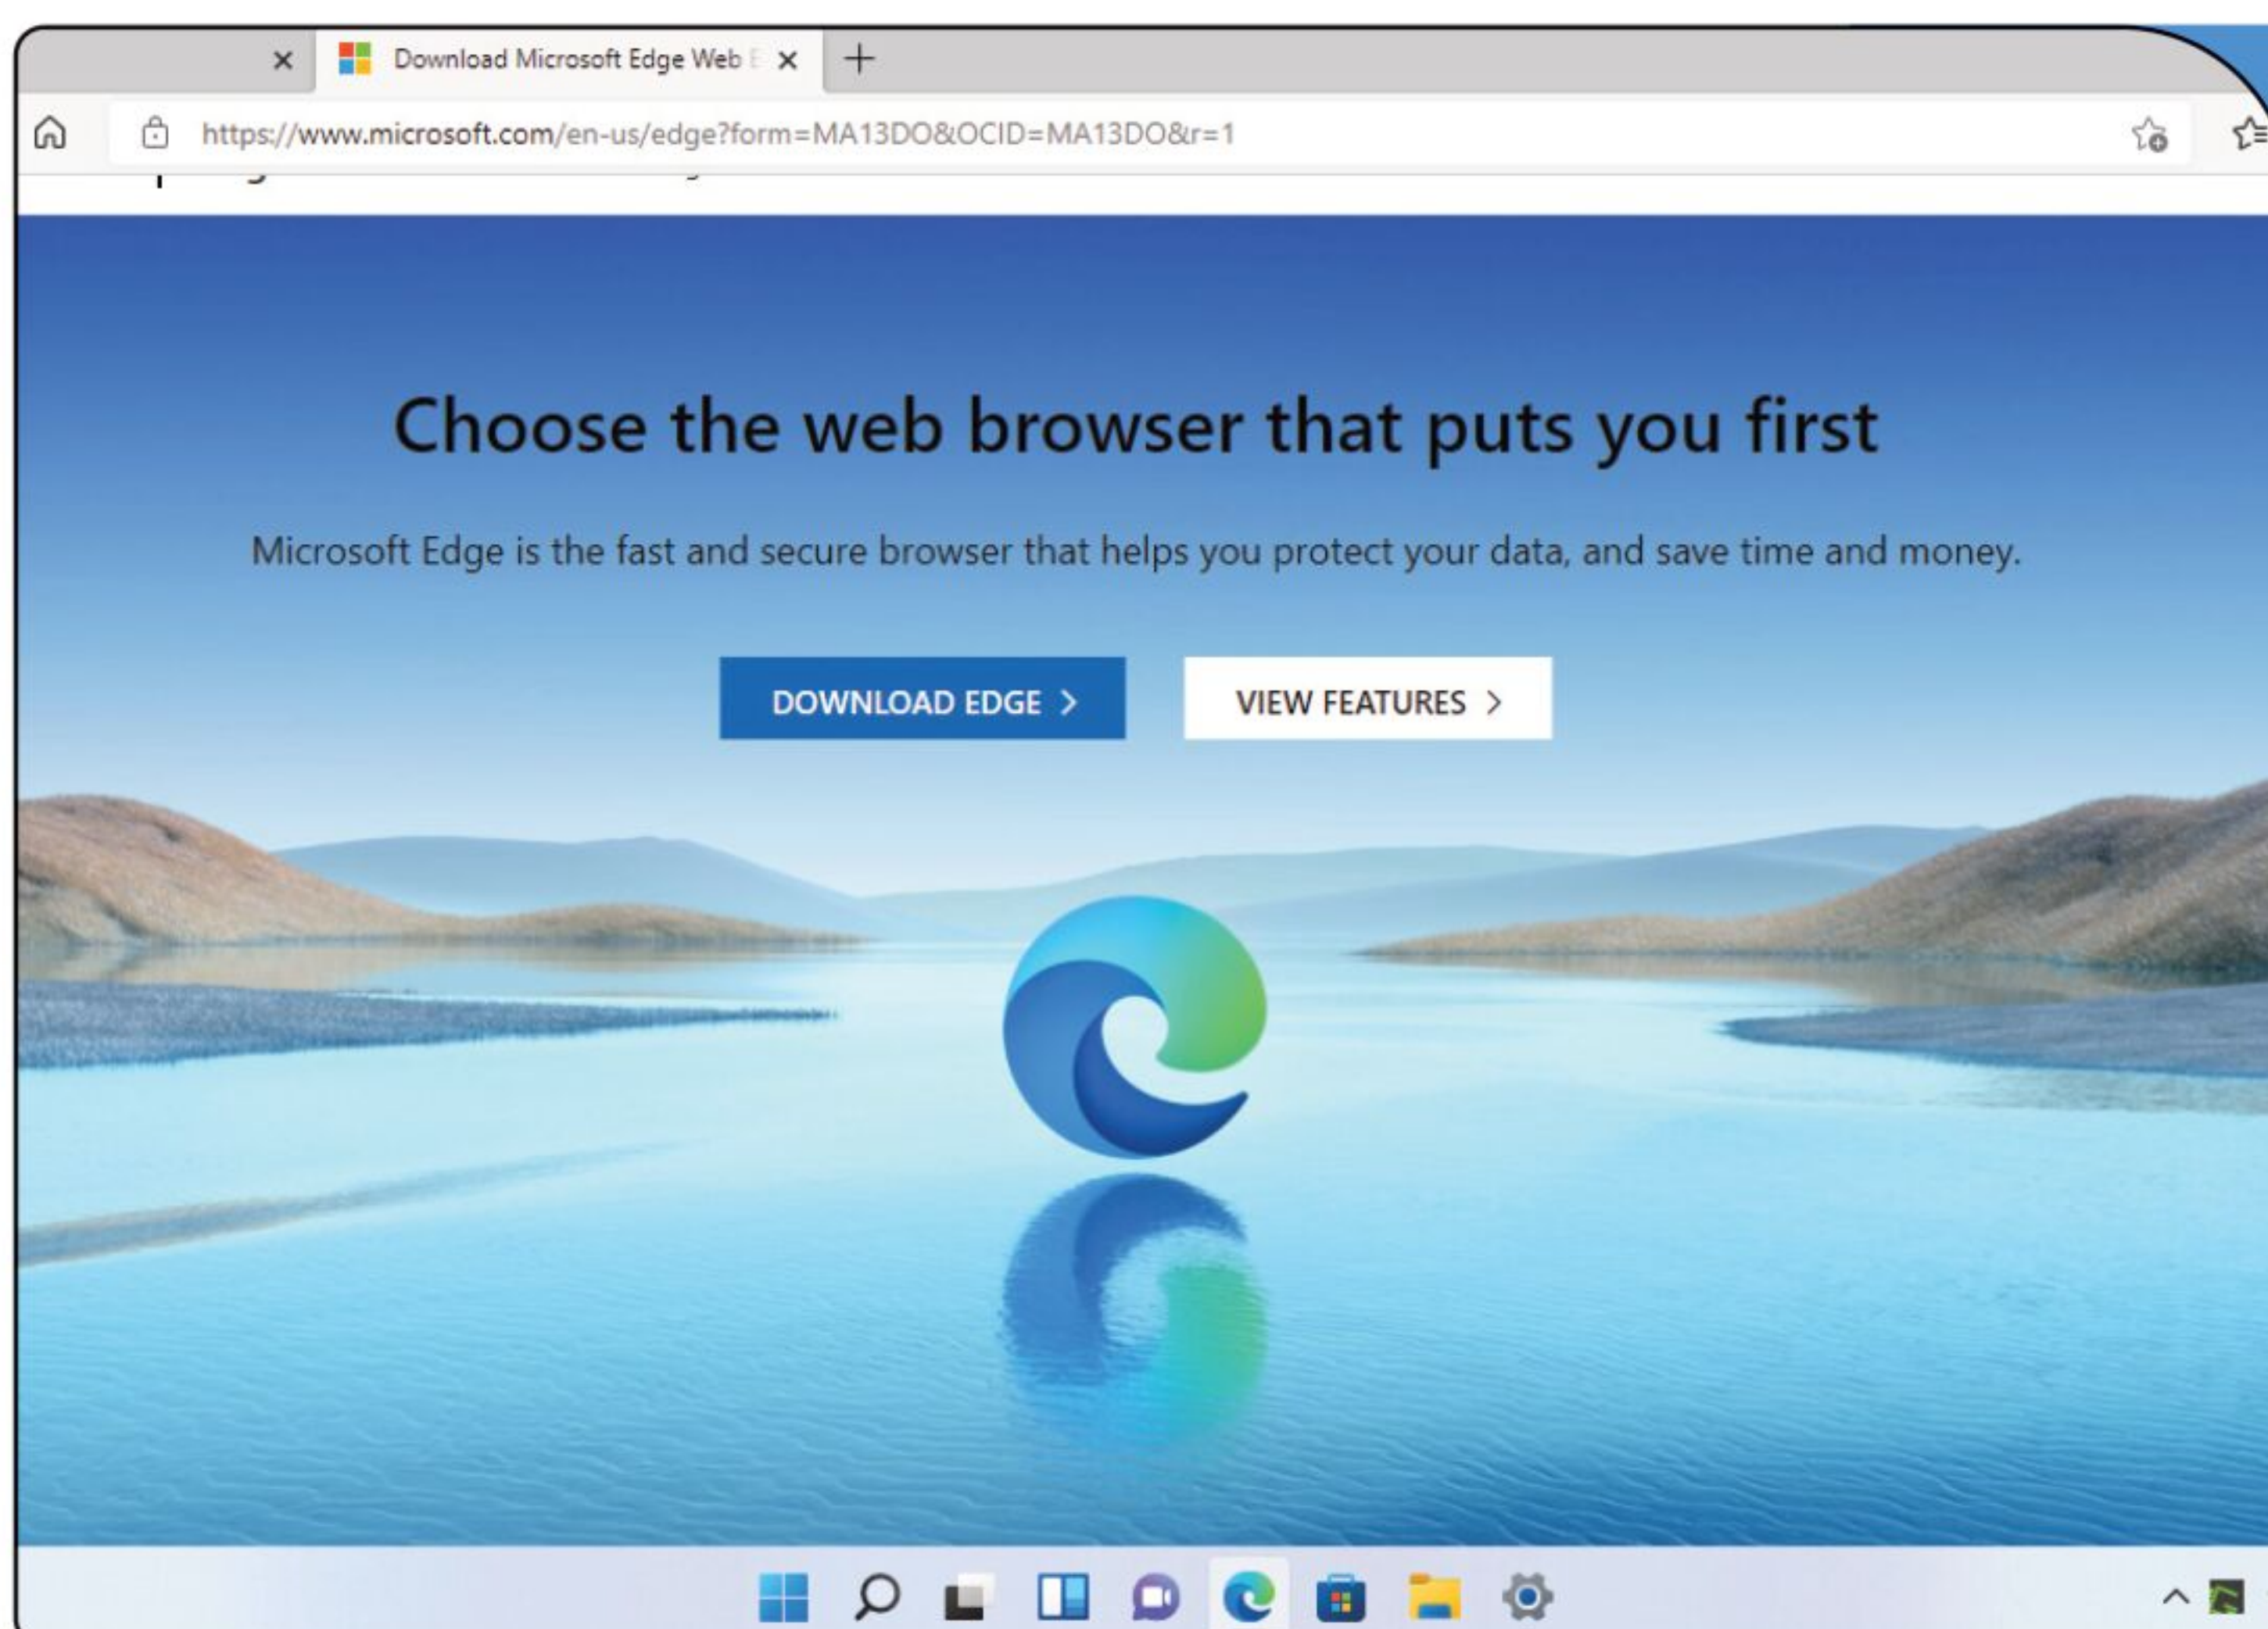 Download Microsoft Edge Web
https://www.microsoft.com/en-us/edge?form=MA13DO&OCID=MA13DO&r=1
Choose the web browser that puts you first
Microsoft Edge is the fast and secure browser that helps you protect your data, and save time and money.
DOWNLOAD EDGE >
VIEW FEATURES >